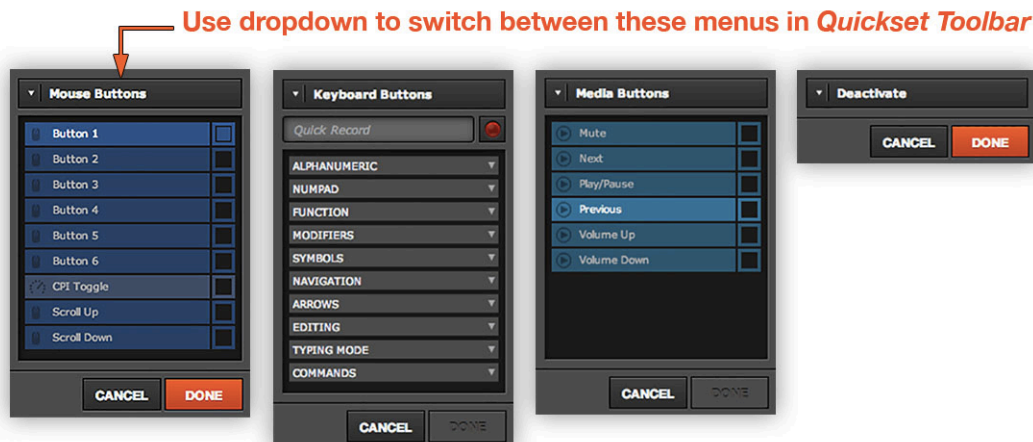 Use dropdown to switch between these menus in Quickset Toolbar
Mouse Buttons
Button 1
Button 2
Button 3
Button 4
Button 5
Button 6
CPI Toggle
Scroll Up
Scroll Down
CANCEL DONE
Keyboard Buttons
Quick Record
ALPHANUMERIC
NUMPAD
FUNCTION
MODIFIERS
SYMBOLS
NAVIGATION
ARROWS
EDITING
TYPING MODE
COMMANDS
CANCEL DONE
Media Buttons
Mute
Next
Play/Pause
Previous
Volume Up
Volume Down
CANCEL DONE
Deactivate
CANCEL DONE